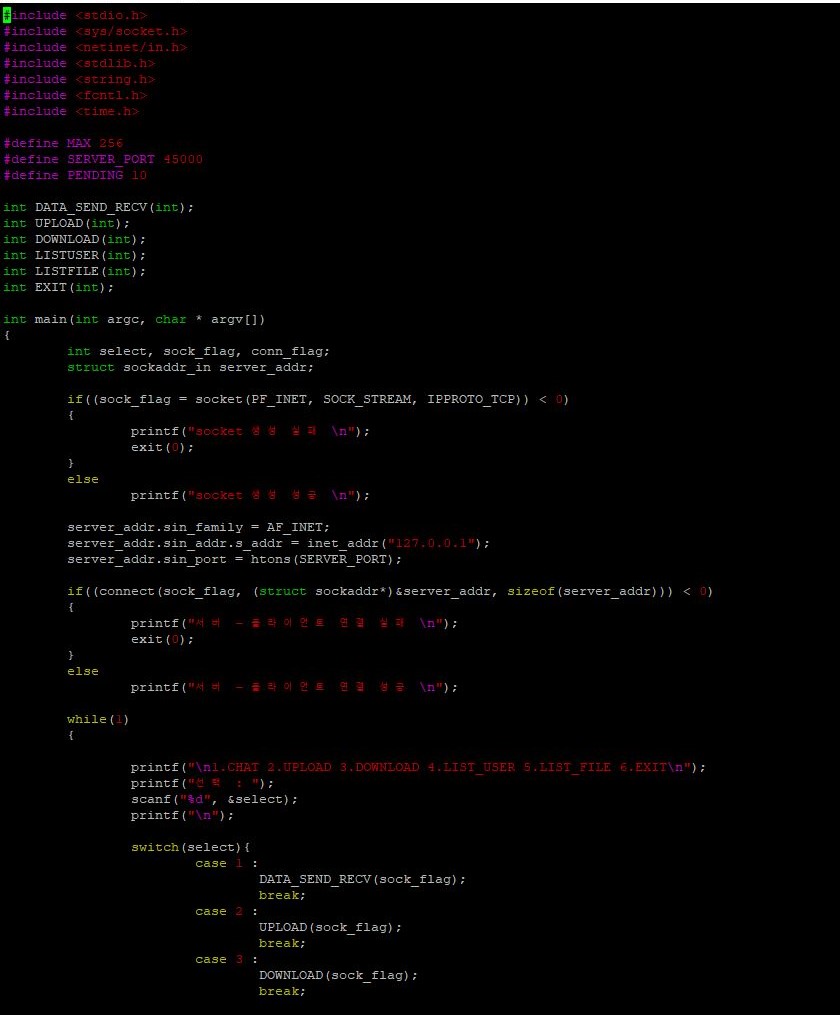 #include <stdio.h>
#include <sys/socket.h>
#include <netinet/in.h>
#include <stdlib.h>
#include <string.h>
#include <fcntl.h>
#include <time.h>
#define MAX 256
#define SERVER_PORT 45000
#define PENDING 10
int DATA_SEND_RECV(int);
int UPLOAD(int);
int DOWNLOAD(int);
int LISTUSER(int);
int LISTFILE(int);
int EXIT(int);
int main(int argc, char * argv[])
{
int select, sock_flag, conn_flag;
struct sockaddr_in server_addr;
if((sock_flag = socket(PF_INET, SOCK_STREAM, IPPROTO_TCP)) < 0)
{
printf("socket 생성 실패 \n");
exit(0);
}
else
printf("socket 생성 성공 \n");
server_addr.sin_family = AF_INET;
server_addr.sin_addr.s_addr = inet_addr("127.0.0.1");
server_addr.sin_port = htons(SERVER_PORT);
if((connect(sock_flag, (struct sockaddr*)&server_addr, sizeof(server_addr))) < 0)
{
printf("서버 - 클라이언트 연결 실패 \n");
exit(0);
}
else
printf("서버 - 클라이언트 연결 성공 \n");
while(1)
{
printf("\n1.CHAT 2.UPLOAD 3.DOWNLOAD 4.LIST_USER 5.LIST_FILE 6.EXIT\n");
printf("선택 : ");
scanf("%d", &select);
printf("\n");
switch(select){
case 1 :
DATA_SEND_RECV(sock_flag);
break;
case 2 :
UPLOAD(sock_flag);
break;
case 3 :
DOWNLOAD(sock_flag);
break;